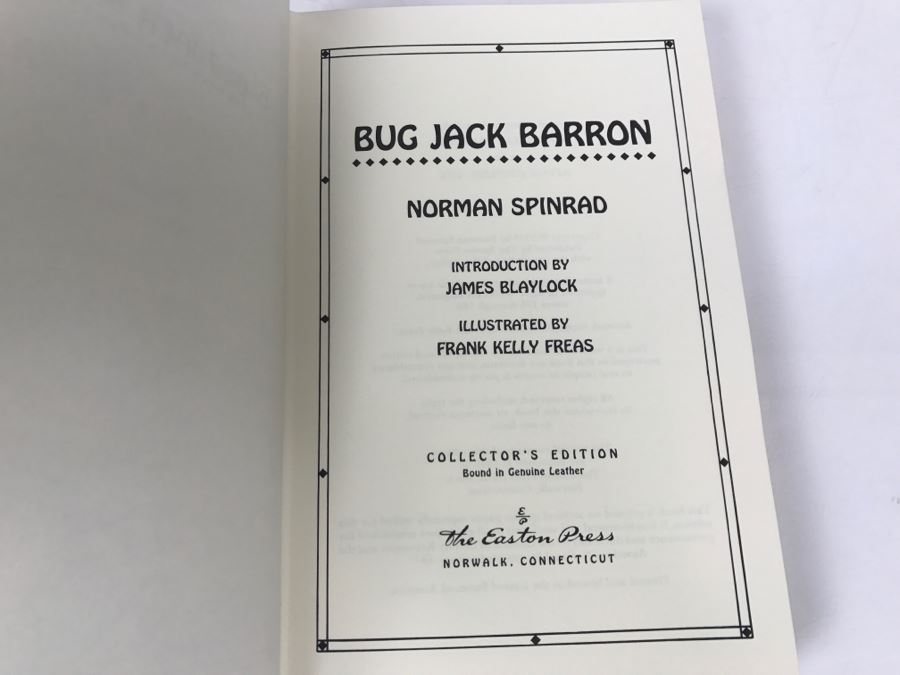 BUG JACK BARRON
NORMAN SPINRAD
INTRODUCTION BY
JAMES BLAYLOCK
ILLUSTRATED BY
FRANK KELLY FREAS
COLLECTOR'S EDITION
Bound in Genuine Leather
E
P
The Easton Press
NORWALK, CONNECTICUT